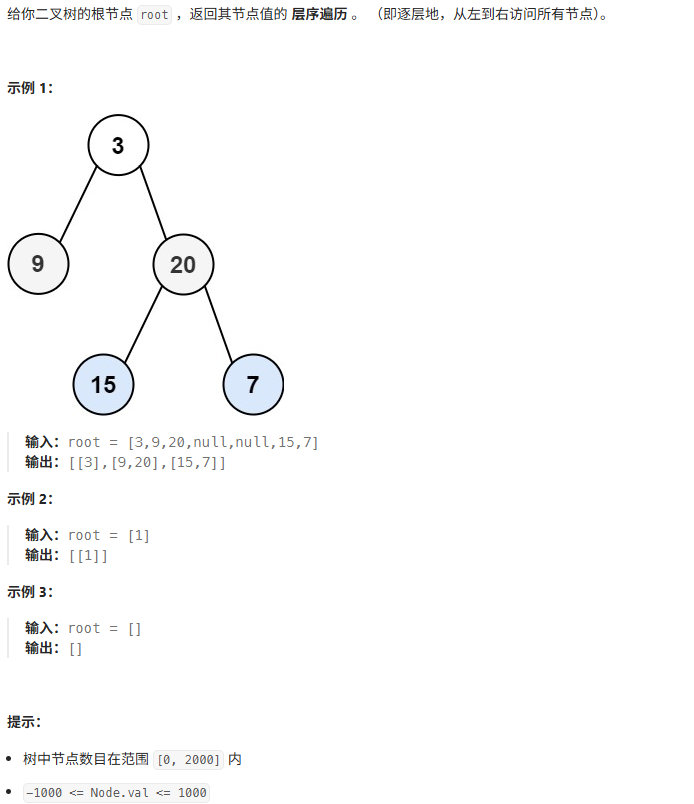 给你二叉树的根节点 root ，返回其节点值的 层序遍历 。 （即逐层地，从左到右访问所有节点）。
示例 1：
3
9
20
15
7
输入：root = [3,9,20,null,null,15,7]
输出：[[3],[9,20],[15,7]]
示例 2：
输入：root = [1]
输出：[[1]]
示例 3：
输入：root = []
输出：[]
提示：
树中节点数目在范围 [0, 2000] 内
-1000 <= Node.val <= 1000